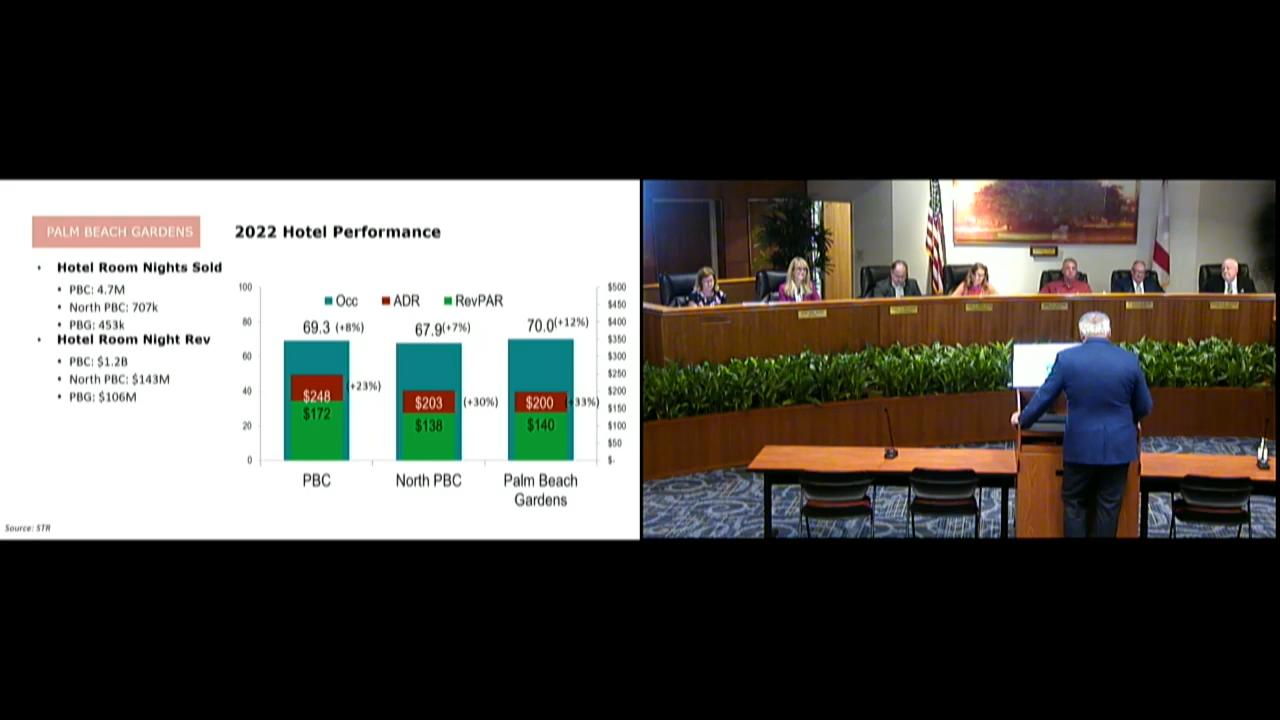 PALM BEACH GARDENS
2022 Hotel Performance
• Hotel Room Nights Sold
• PBC: 4.7M
• North PBC: 707k
• PBG: 453k
• Hotel Room Night Rev
• PBC: $1.2B
• North PBC: $143M
• PBG: $106M
Occ ADR RevPAR
100
80
60
40
20
0
69.3 (+8%)
67.9(+7%)
70.0(+12%)
$248
(+23%)
$172
$203
(+30%)
$138
$200
(+33%)
$140
$500
$450
$400
$350
$300
$250
$200
$150
$100
$50
$-
PBC
North PBC
Palm Beach
Gardens
Source: STR